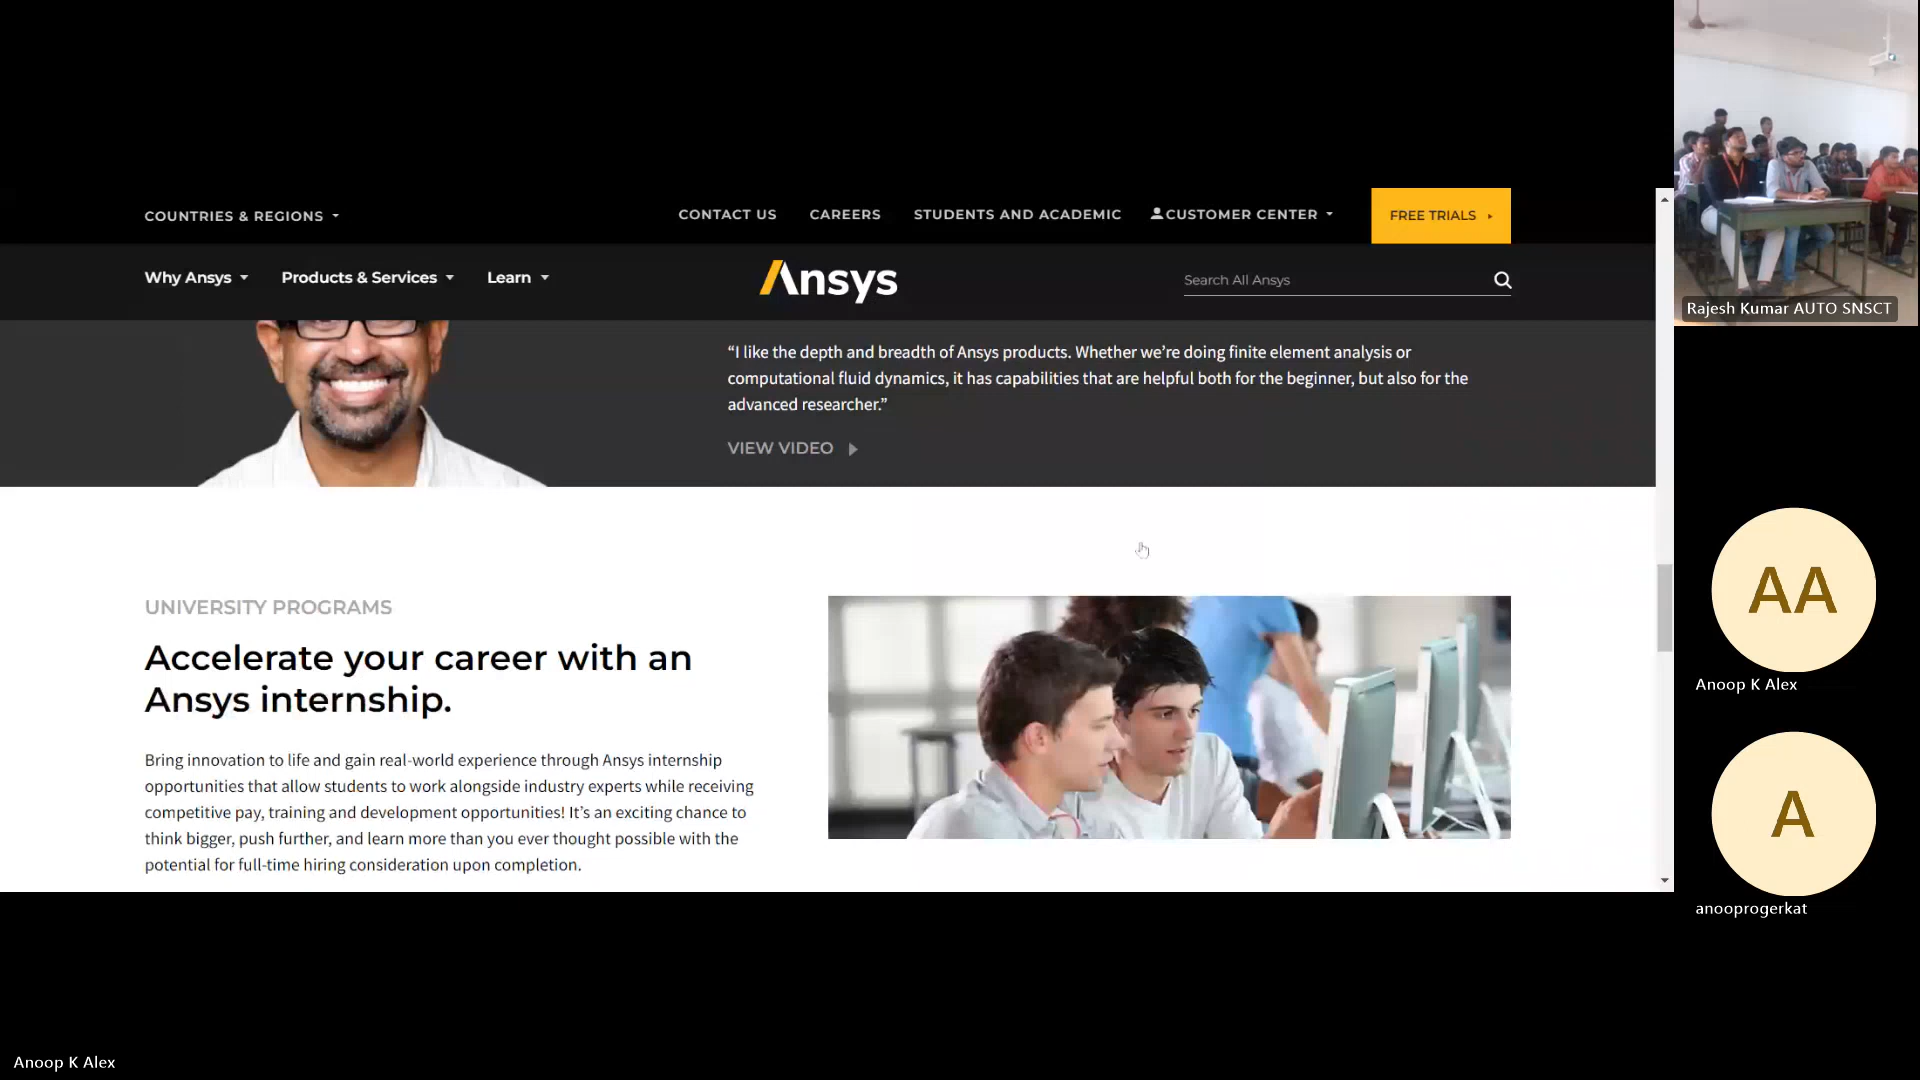 COUNTRIES & REGIONS
CONTACT US
CAREERS
STUDENTS AND ACADEMIC
CUSTOMER CENTER
FREE TRIALS
Why Ansys
Products & Services
Learn
Ansys
Search All Ansys
Rajesh Kumar AUTO SNSCT
“I like the depth and breadth of Ansys products. Whether we’re doing finite element analysis or
computational fluid dynamics, it has capabilities that are helpful both for the beginner, but also for the
advanced researcher.”
VIEW VIDEO
UNIVERSITY PROGRAMS
Accelerate your career with an
Ansys internship.
Bring innovation to life and gain real-world experience through Ansys internship
opportunities that allow students to work alongside industry experts while receiving
competitive pay, training and development opportunities! It’s an exciting chance to
think bigger, push further, and learn more than you ever thought possible with the
potential for full-time hiring consideration upon completion.
AA
Anoop K Alex
A
anooprogerkat
Anoop K Alex